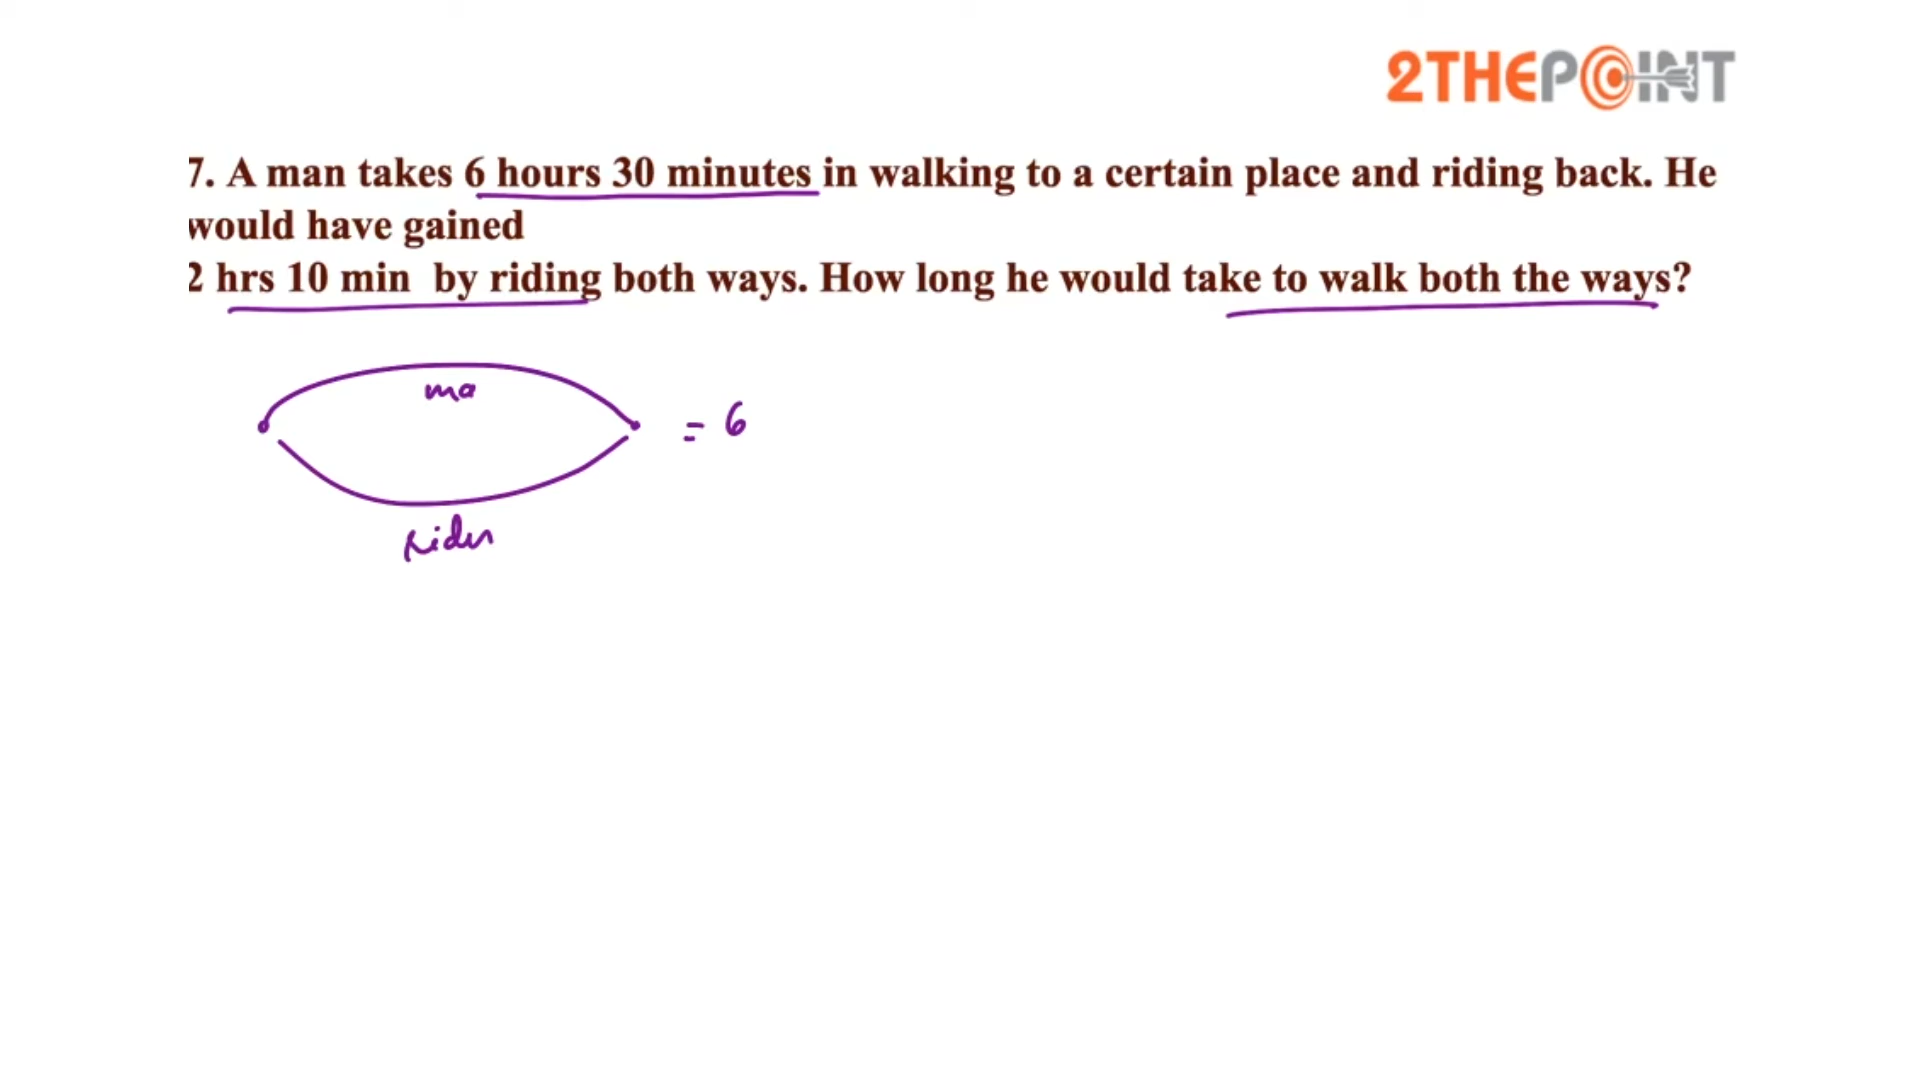 2THEPOINT
7. A man takes 6 hours 30 minutes in walking to a certain place and riding back. He
would have gained
2 hrs 10 min by riding both ways. How long he would take to walk both the ways?
ma
= 6